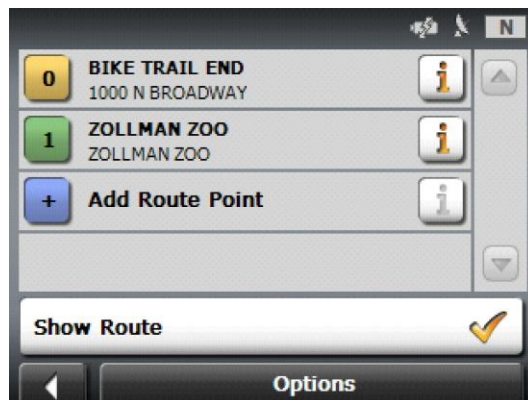 N
0
BIKE TRAIL END
1000 N BROADWAY
i
1
ZOLLMAN ZOO
ZOLLMAN ZOO
i
+
Add Route Point
i
Show Route
Options